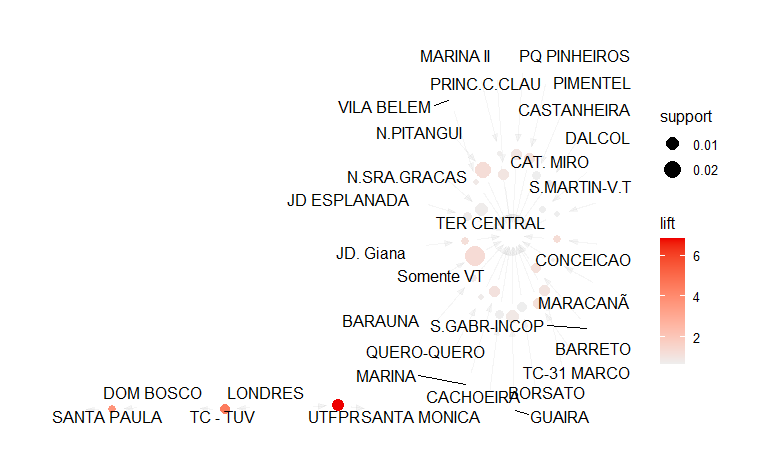 MARINA II
PQ PINHEIROS
PRINC.C.CLAU
PIMENTEL
VILA BELEM
CASTANHEIRA
N.PITANGUI
DALCOL
CAT. MIRO
N.SRA.GRACAS
S.MARTIN-V.T
JD ESPLANADA
TER CENTRAL
JD. Giana
CONCEICAO
Somente VT
MARACANÃ
BARAUNA
S.GABR-INCOP
QUERO-QUERO
BARRETO
MARINA
TC-31 MARCO
DOM BOSCO
LONDRES
CACHOEIRA
BORSATO
SANTA PAULA
TC - TUV
UTFPR
SANTA MONICA
GUAIRA
support
0.01
0.02
lift
6
4
2